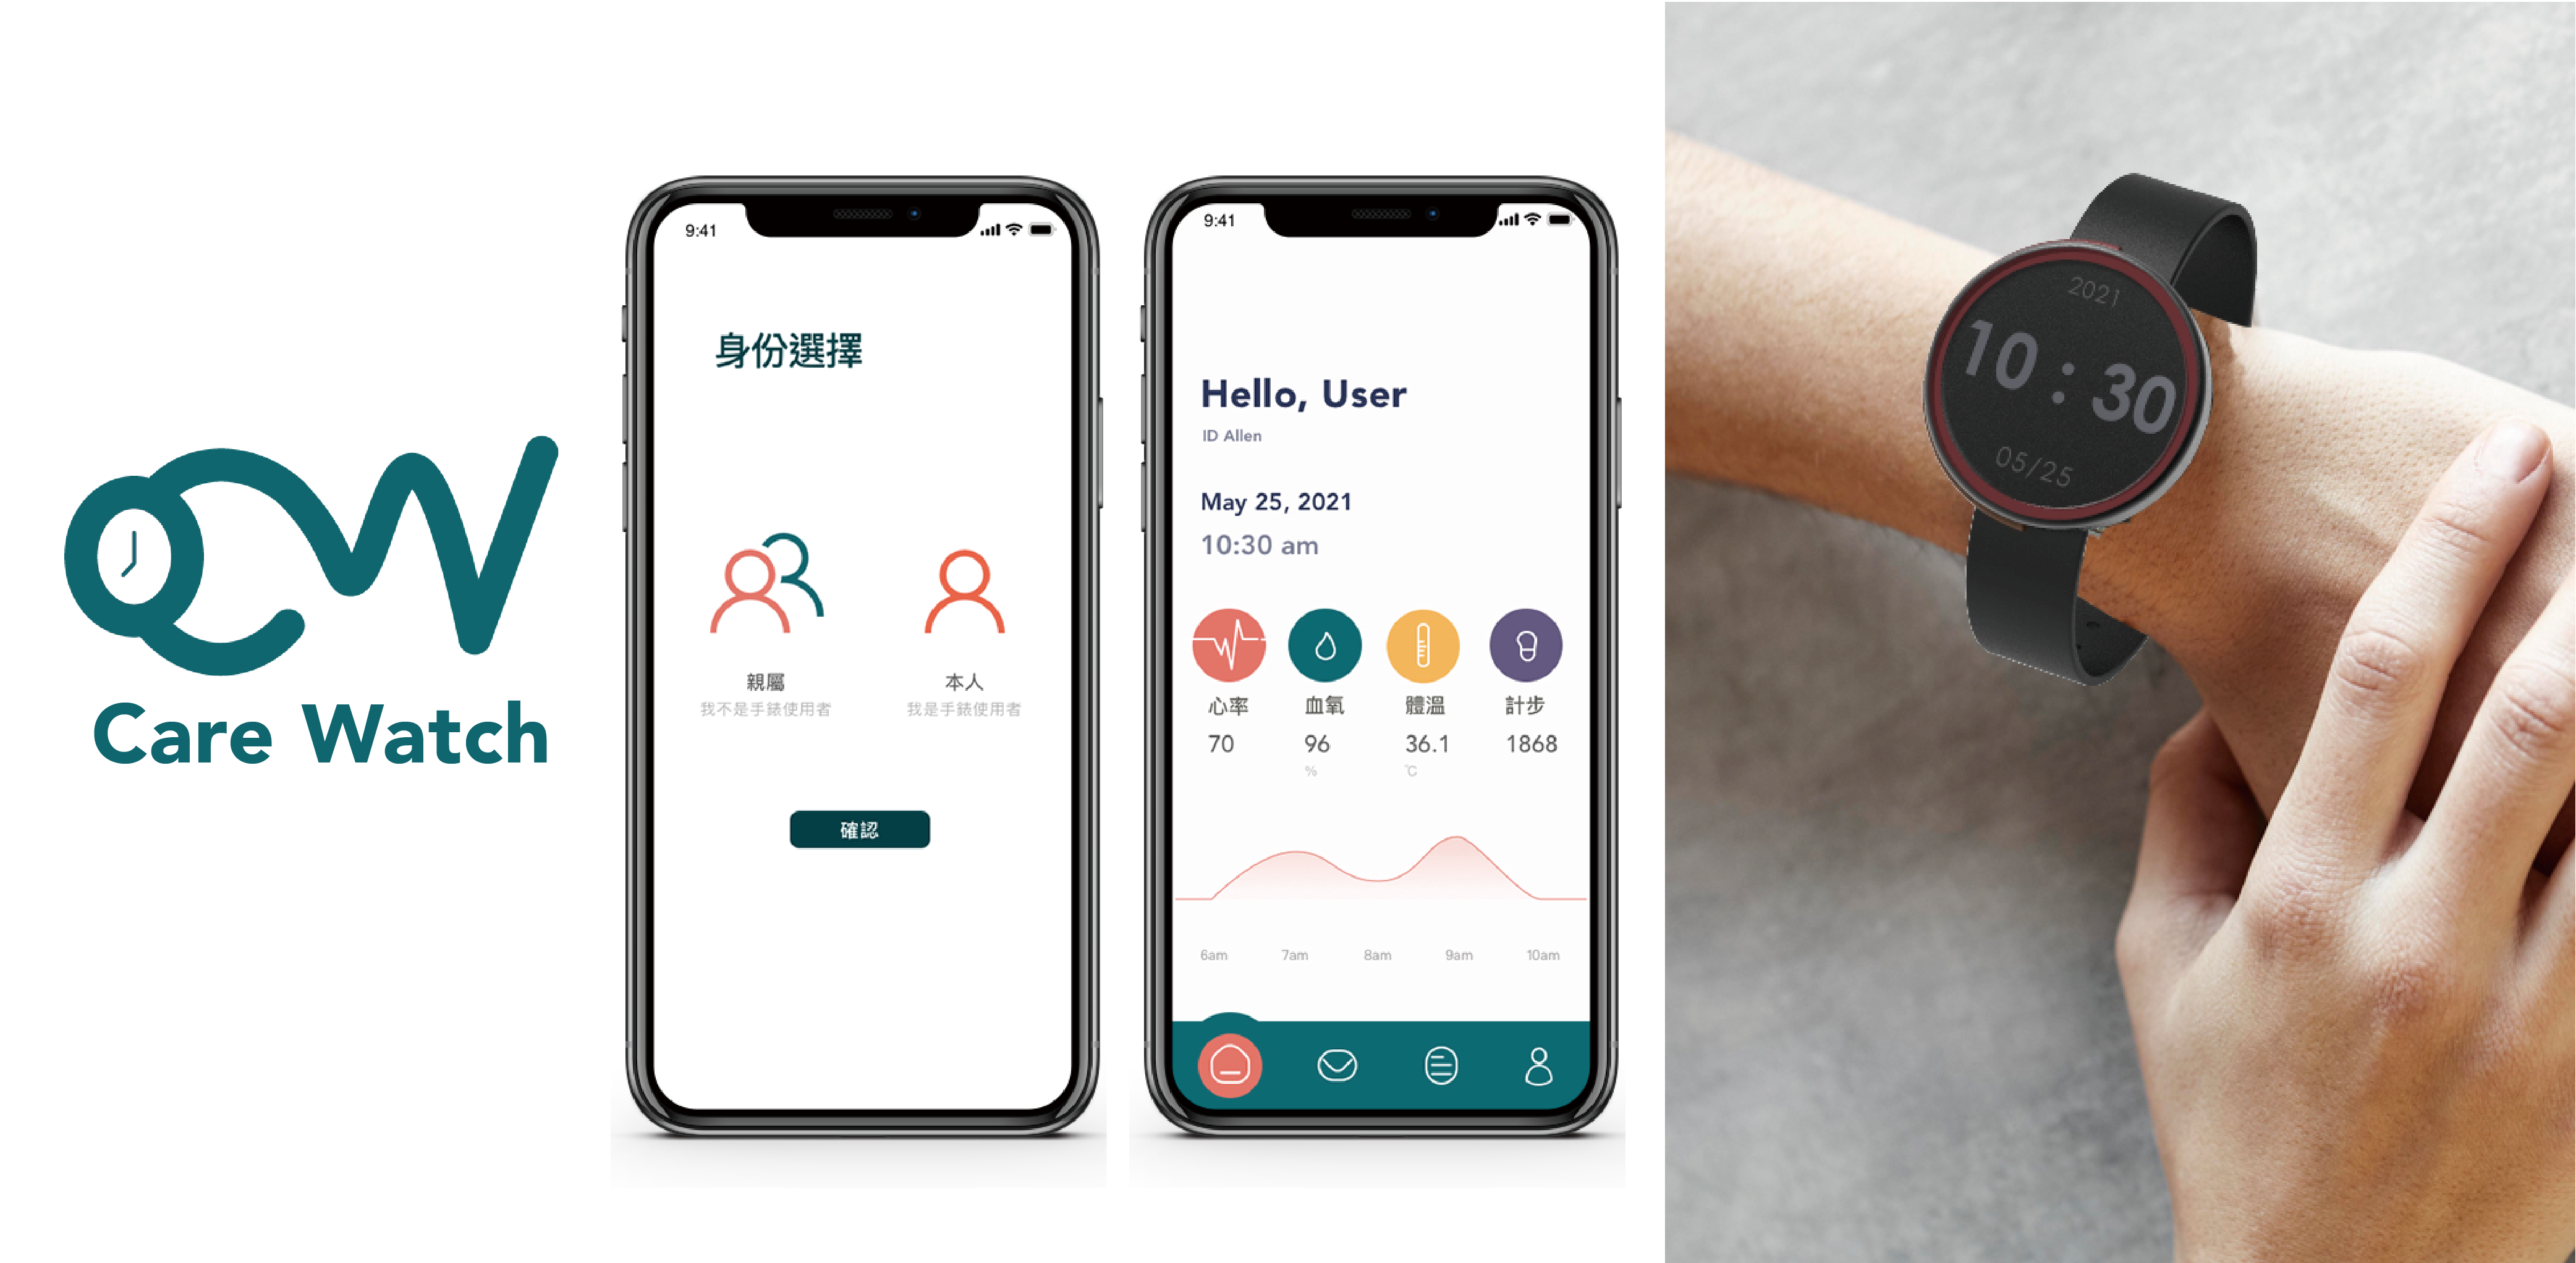 CW
Care Watch
9:41
身份選擇
親屬
我不是手錶使用者
本人
我是手錶使用者
確認
9:41
Hello, User
ID Allen
May 25, 2021
10:30 am
心率
血氧
體溫
計步
70
96
36.1
1868
%
℃
6am
7am
8am
9am
10am
2021
10 : 30
05/25